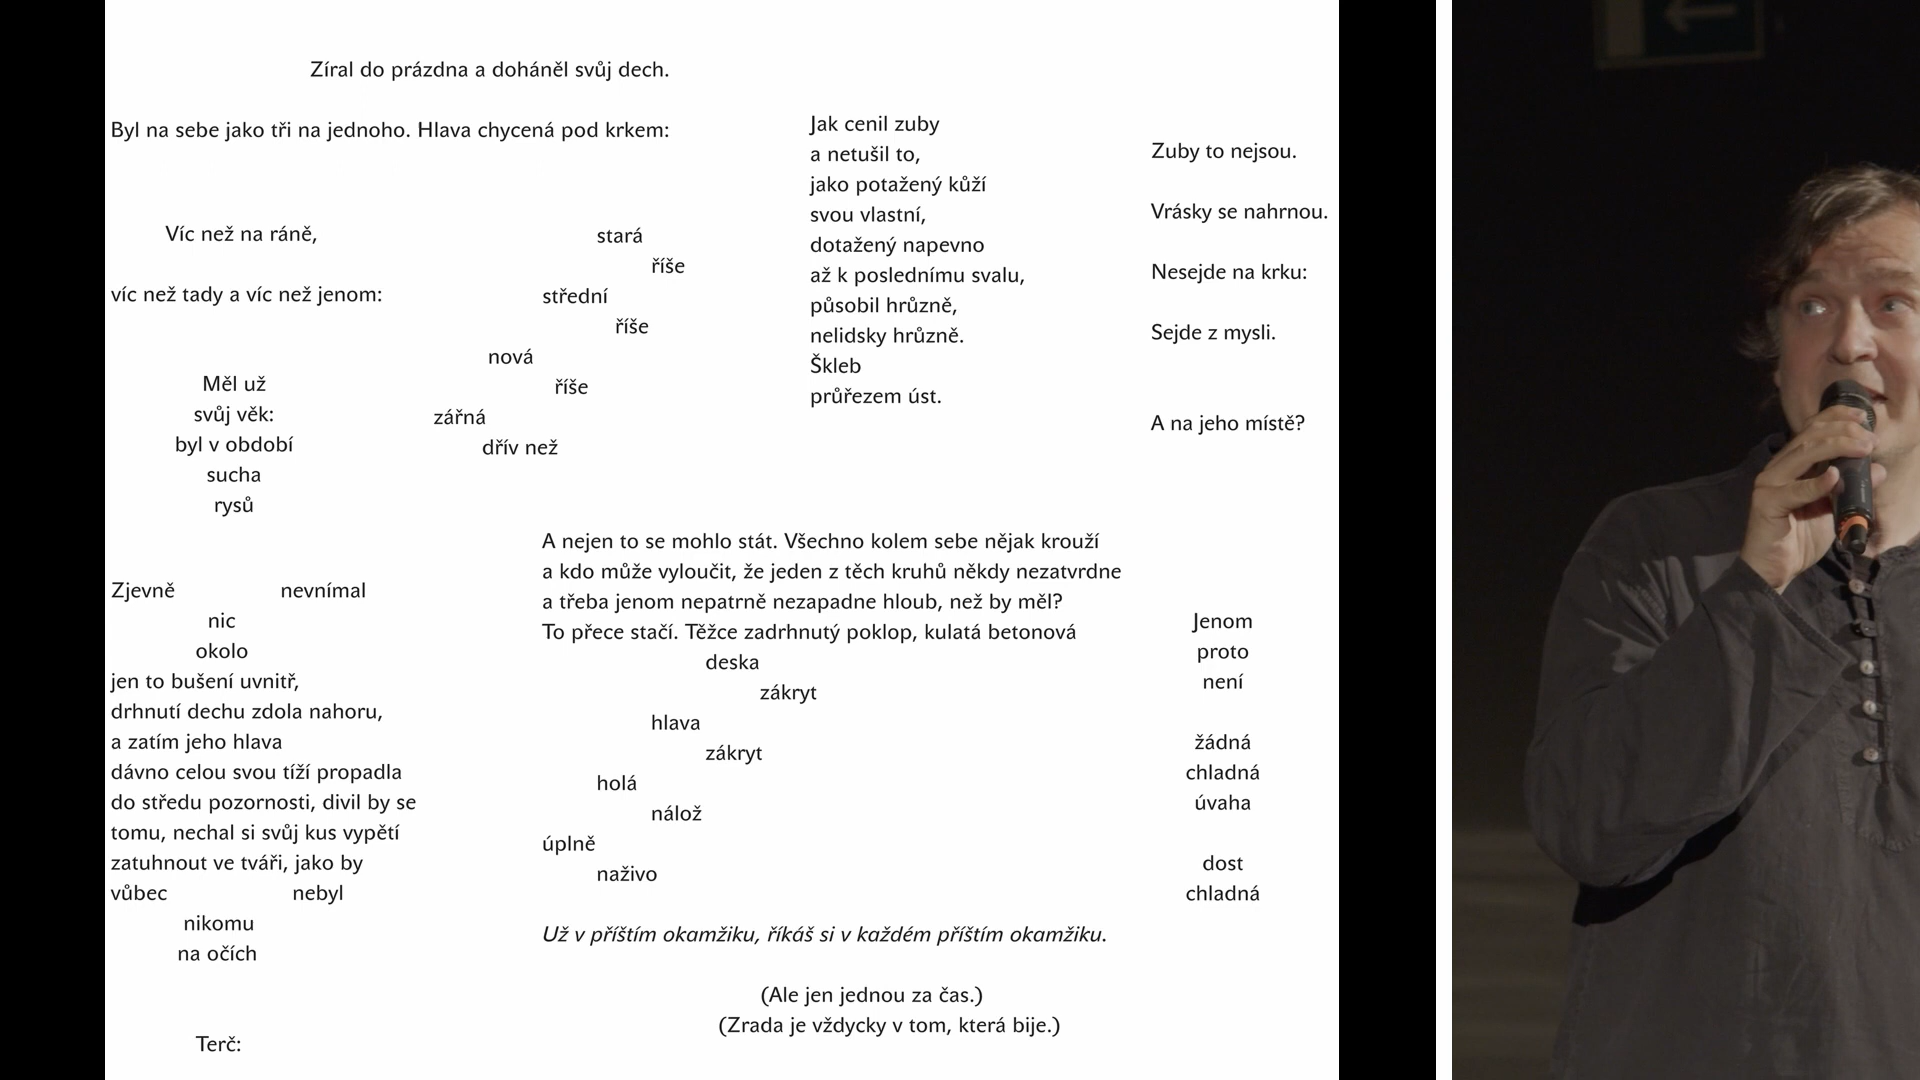 Zíral do prázdna a doháněl svůj dech.
Byl na sebe jako tři na jednoho. Hlava chycená pod krkem:
Víc než na ráně,
víc než tady a víc než jenom:
stará
říše
střední
říše
nová
říše
zářná
dřív než
Měl už
svůj věk:
byl v období
sucha
rysů
Zjevně nevnímal
nic
okolo
jen to bušení uvnitř,
drhnutí dechu zdola nahoru,
a zatím jeho hlava
dávno celou svou tíží propadla
do středu pozornosti, divil by se
tomu, nechal si svůj kus vypětí
zatuhnout ve tváři, jako by
vůbec nebyl
nikomu
na očích
Terč:
Jak cenil zuby
a netušil to,
jako potažený kůží
svou vlastní,
dotažený napevno
až k poslednímu svalu,
působil hrůzně,
nelidsky hrůzně.
Škleb
průřezem úst.
Zuby to nejsou.
Vrásky se nahrnou.
Nesejde na krku:
Sejde z mysli.
A na jeho místě?
A nejen to se mohlo stát. Všechno kolem sebe nějak krouží
a kdo může vyloučit, že jeden z těch kruhů někdy nezatvrdne
a třeba jenom nepatrně nezapadne hloub, než by měl?
To přece stačí. Těžce zadrhnutý poklop, kulatá betonová
deska
zákryt
hlava
zákryt
holá
nálož
úplně
naživo
Už v příštím okamžiku, říkáš si v každém příštím okamžiku.
(Ale jen jednou za čas.)
(Zrada je vždycky v tom, která bije.)
Jenom
proto
není
žádná
chladná
úvaha
dost
chladná